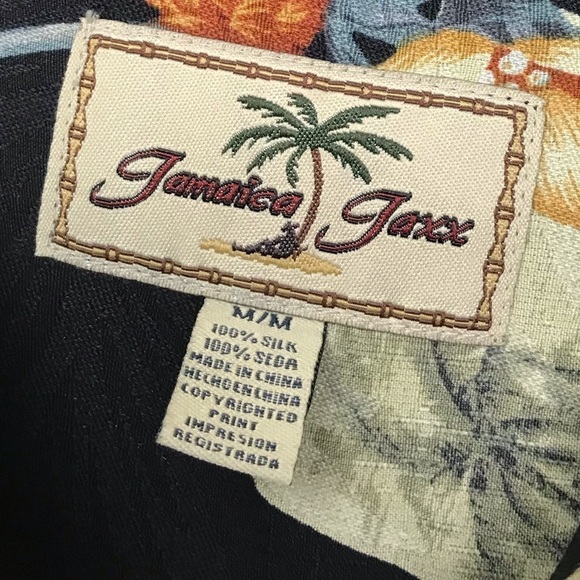 Jamaica Jaxx
M/M
100% SILK
100% SEDA
MADE IN CHINA
HECHO EN CHINA
COPYRIGHTED
PRINT
IMPRESION
REGISTRADA